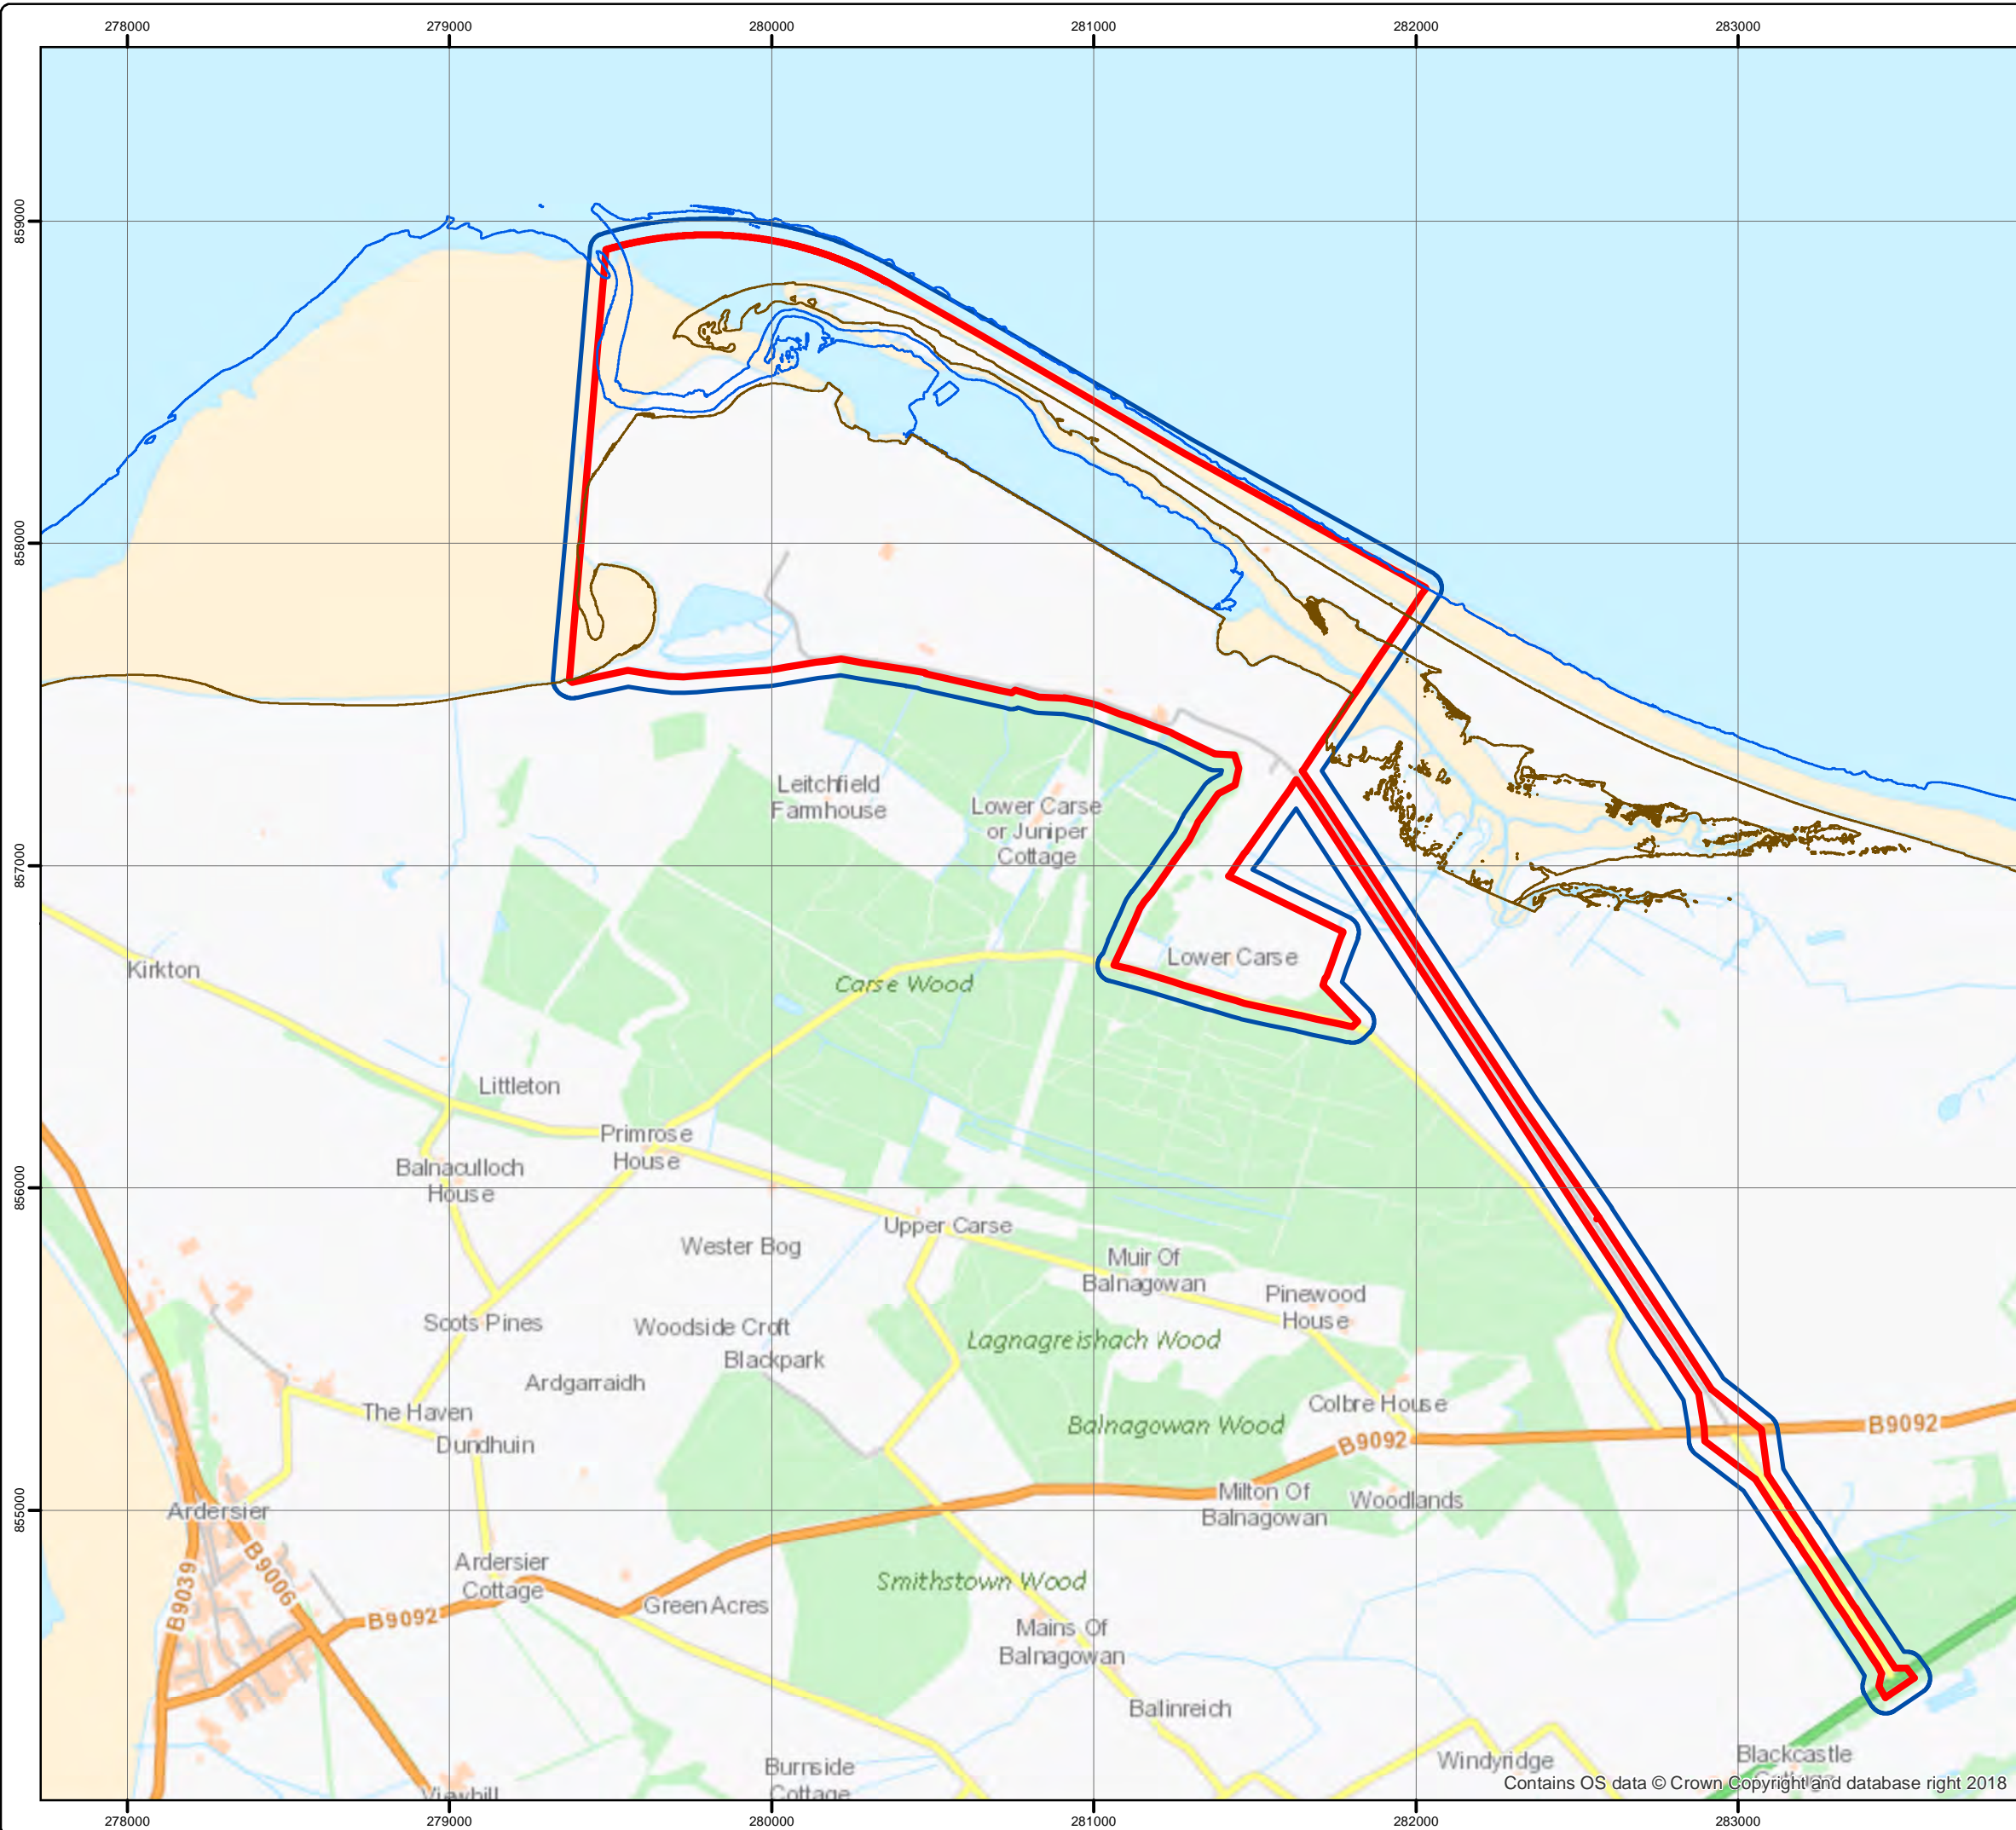 278000 279000 280000 281000 282000 283000
859000
858000
857000
856000
855000
Leitchfield
Farmhouse
Lower Carse
or Juniper
Cottage
Lower Carse
Kirkton
Carse Wood
Littleton
Primrose
House
Balnaculloch
House
Upper Carse
Wester Bog
Muir Of
Balnagowan
Pinewood
House
Scots Pines
Woodside Croft
Lagnagreishach Wood
Blackpark
Ardgarraidh
Colbre House
The Haven
Balnagowan Wood
B9092
B9092
Dundhuin
Milton Of
Balnagowan
Woodlands
Ardersier
B9006
B9039
Ardersier
Cottage
Smithstown Wood
B9092
Green Acres
Mains Of
Balnagowan
Balinreich
Blackcastle
Windyridge
Burnside
Cottage
Viewhill
Contains OS data © Crown Copyright and database right 2018
278000 279000 280000 281000 282000 283000